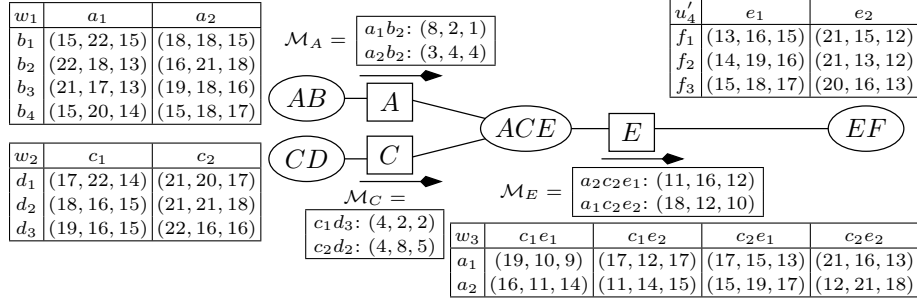 w₁ a₁ a₂
b₁ (15, 22, 15) (18, 18, 15)
b₂ (22, 18, 13) (16, 21, 18)
b₃ (21, 17, 13) (19, 18, 16)
b₄ (15, 20, 14) (15, 18, 17)
M_A = a₁b₂: (8, 2, 1)
a₂b₂: (3, 4, 4)
u′₄ e₁ e₂
f₁ (13, 16, 15) (21, 15, 12)
f₂ (14, 19, 16) (21, 13, 12)
f₃ (15, 18, 17) (20, 16, 13)
AB A
ACE E EF
CD C
w₂ c₁ c₂
d₁ (17, 22, 14) (21, 20, 17)
d₂ (18, 16, 15) (21, 21, 18)
d₃ (19, 16, 15) (22, 16, 16)
M_C =
c₁d₃: (4, 2, 2)
c₂d₂: (4, 8, 5)
M_E = a₂c₂e₁: (11, 16, 12)
a₁c₂e₂: (18, 12, 10)
w₃ c₁e₁ c₁e₂ c₂e₁ c₂e₂
a₁ (19, 10, 9) (17, 12, 17) (17, 15, 13) (21, 16, 13)
a₂ (16, 11, 14) (11, 14, 15) (15, 19, 17) (12, 21, 18)